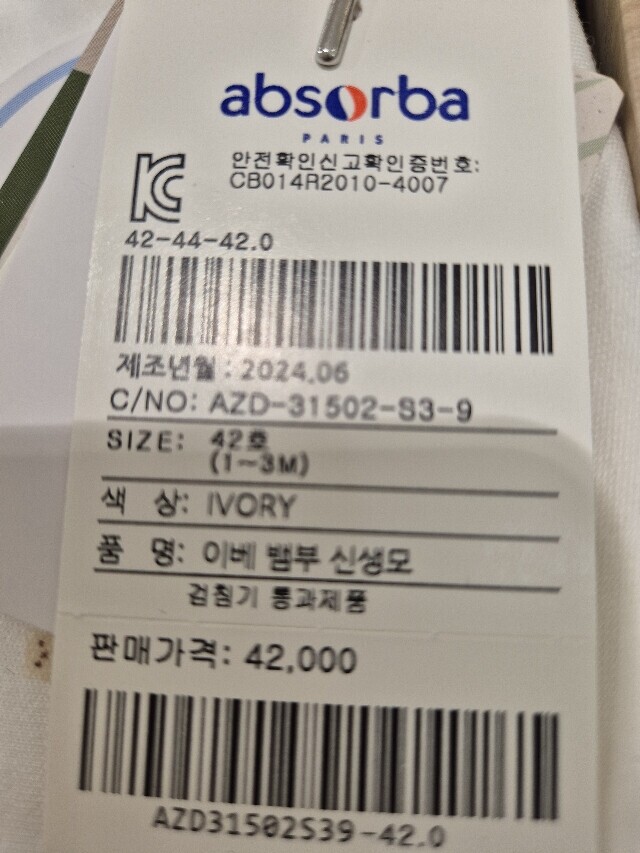 absorba
PARIS
안전확인신고확인증번호:
CB014R2010-4007
42-44-42.0
제조년월 : 2024.06
C/NO: AZD-31502-S3-9
SIZE: 42호
(1~3M)
색 상: IVORY
품 명: 이베 뱀부 신생모
검침기 통과제품
판매가격: 42,000
AZD31502S39-42.0